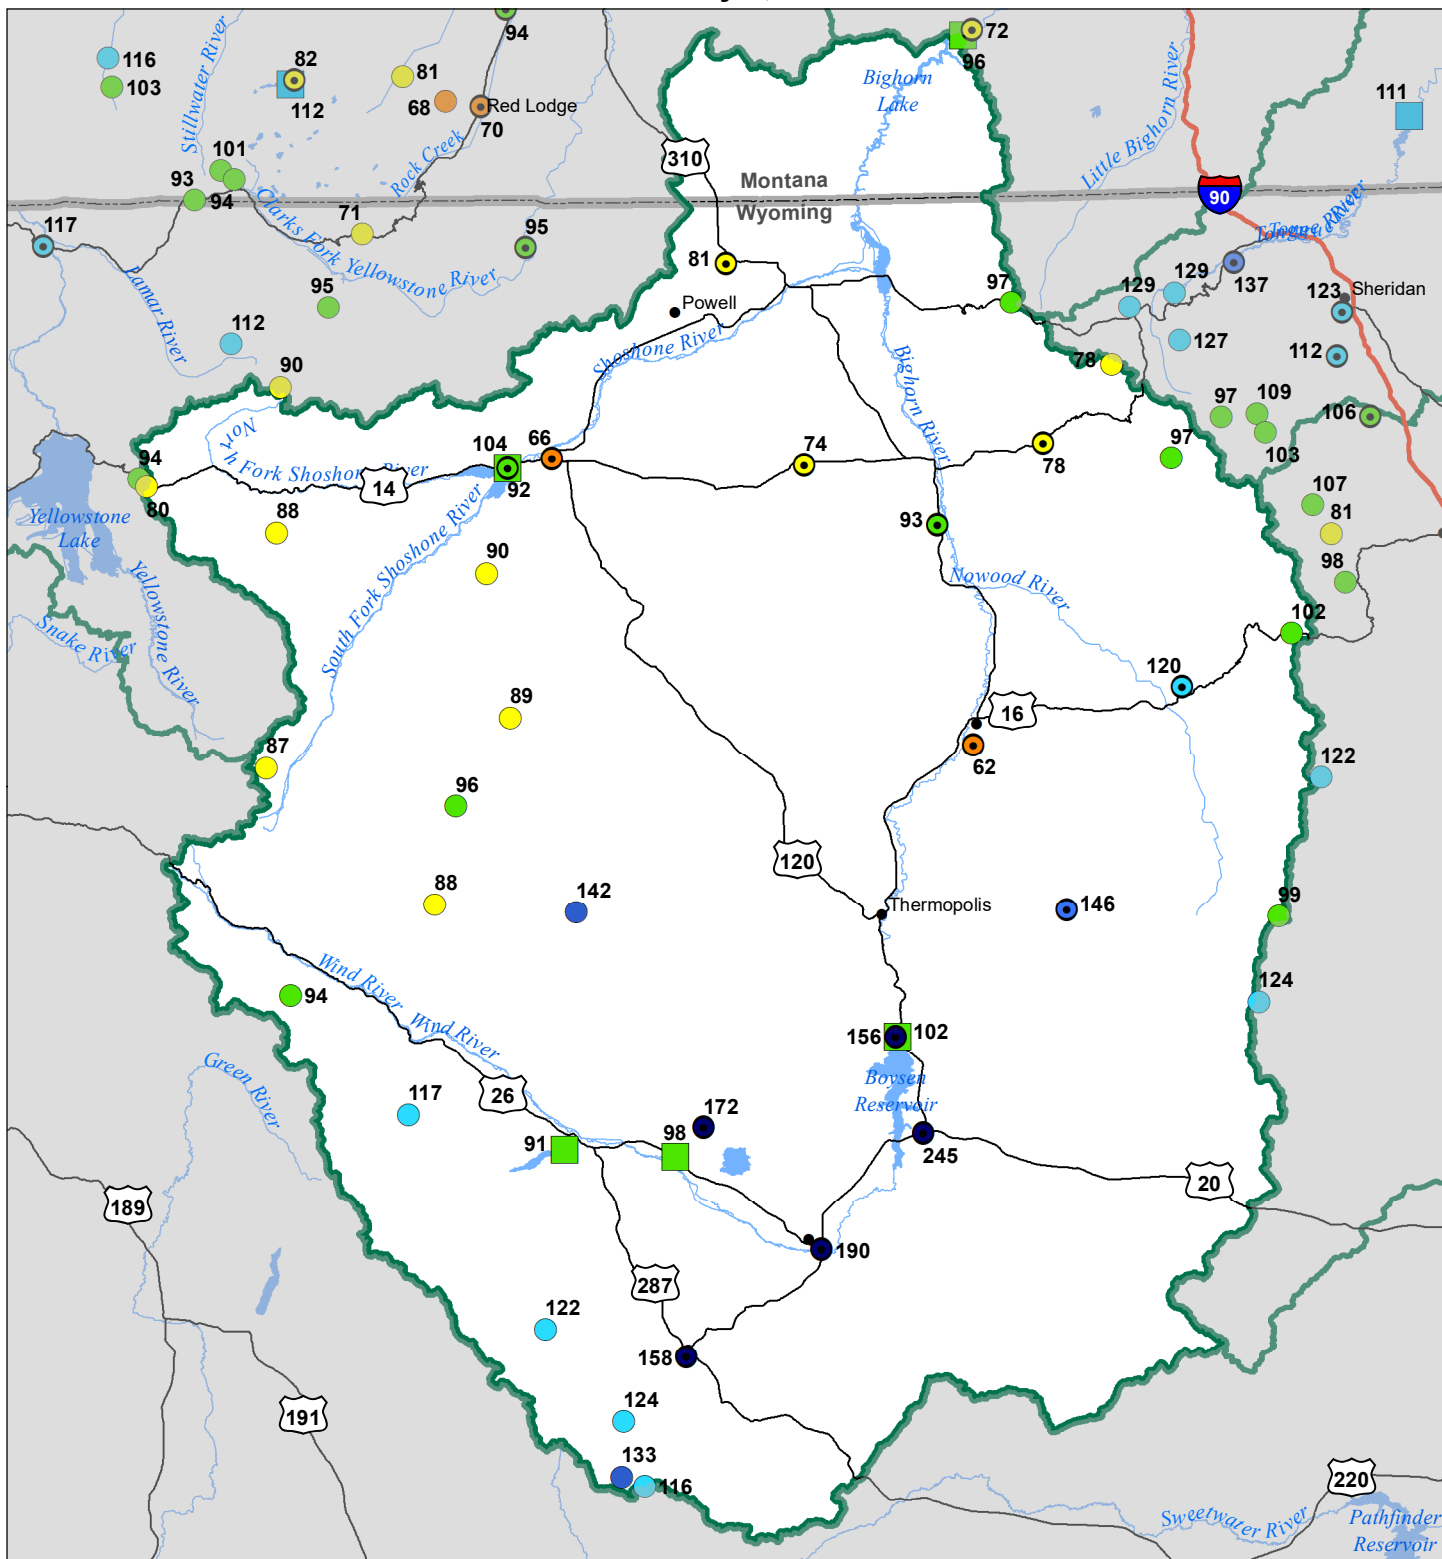 94
72
96
116
103
82
112
81
68
70
Red Lodge
Stillwater River
Bighorn
Lake
Little Bighorn River
111
310
Rock Creek
101
93
94
Montana
Wyoming
90
Clarks Fork Yellowstone River
71
117
95
Lamar River
95
81
Powell
97
Tongue River
Tongue River
137
129
129
123
Sheridan
127
112
112
90
Shoshone River
Bighorn River
78
97
109
106
103
97
North Fork Shoshone River
94
80
14
104
92
66
74
78
93
107
81
98
Yellowstone
Lake
88
90
South Fork Shoshone River
Yellowstone River
Snake River
Nowood River
102
120
16
62
89
87
96
122
120
88
142
Thermopolis
146
99
124
94
Wind River
Wind River
Green River
156
102
Boysen
Reservoir
117
26
172
91
98
245
20
189
190
287
122
158
191
124
133
116
220
Sweetwater River
Pathfinder
Reservoir